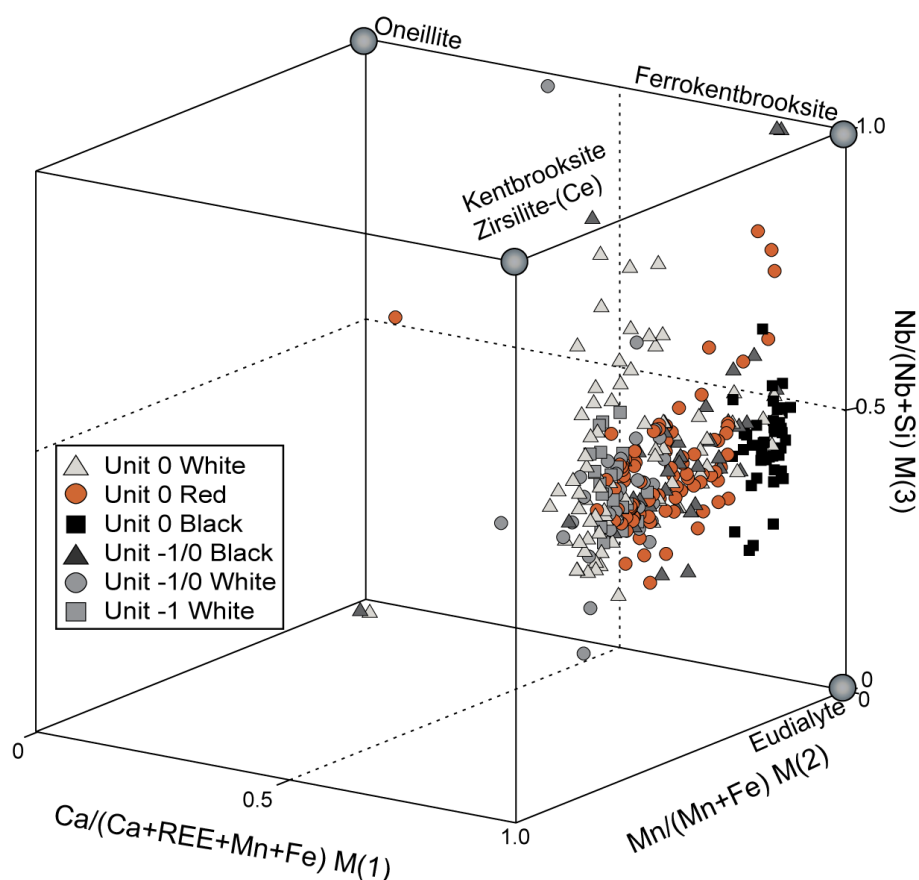 Oneillite
Ferrokentbrooksite
1.0
Kentbrooksite
Zirsilite-(Ce)
Nb/(Nb+Si) M(3)
0.5
Unit 0 White
Unit 0 Red
Unit 0 Black
Unit -1/0 Black
Unit -1/0 White
Unit -1 White
0
0
Eudialyte
Mn/(Mn+Fe) M(2)
0
0.5
1.0
Ca/(Ca+REE+Mn+Fe) M(1)